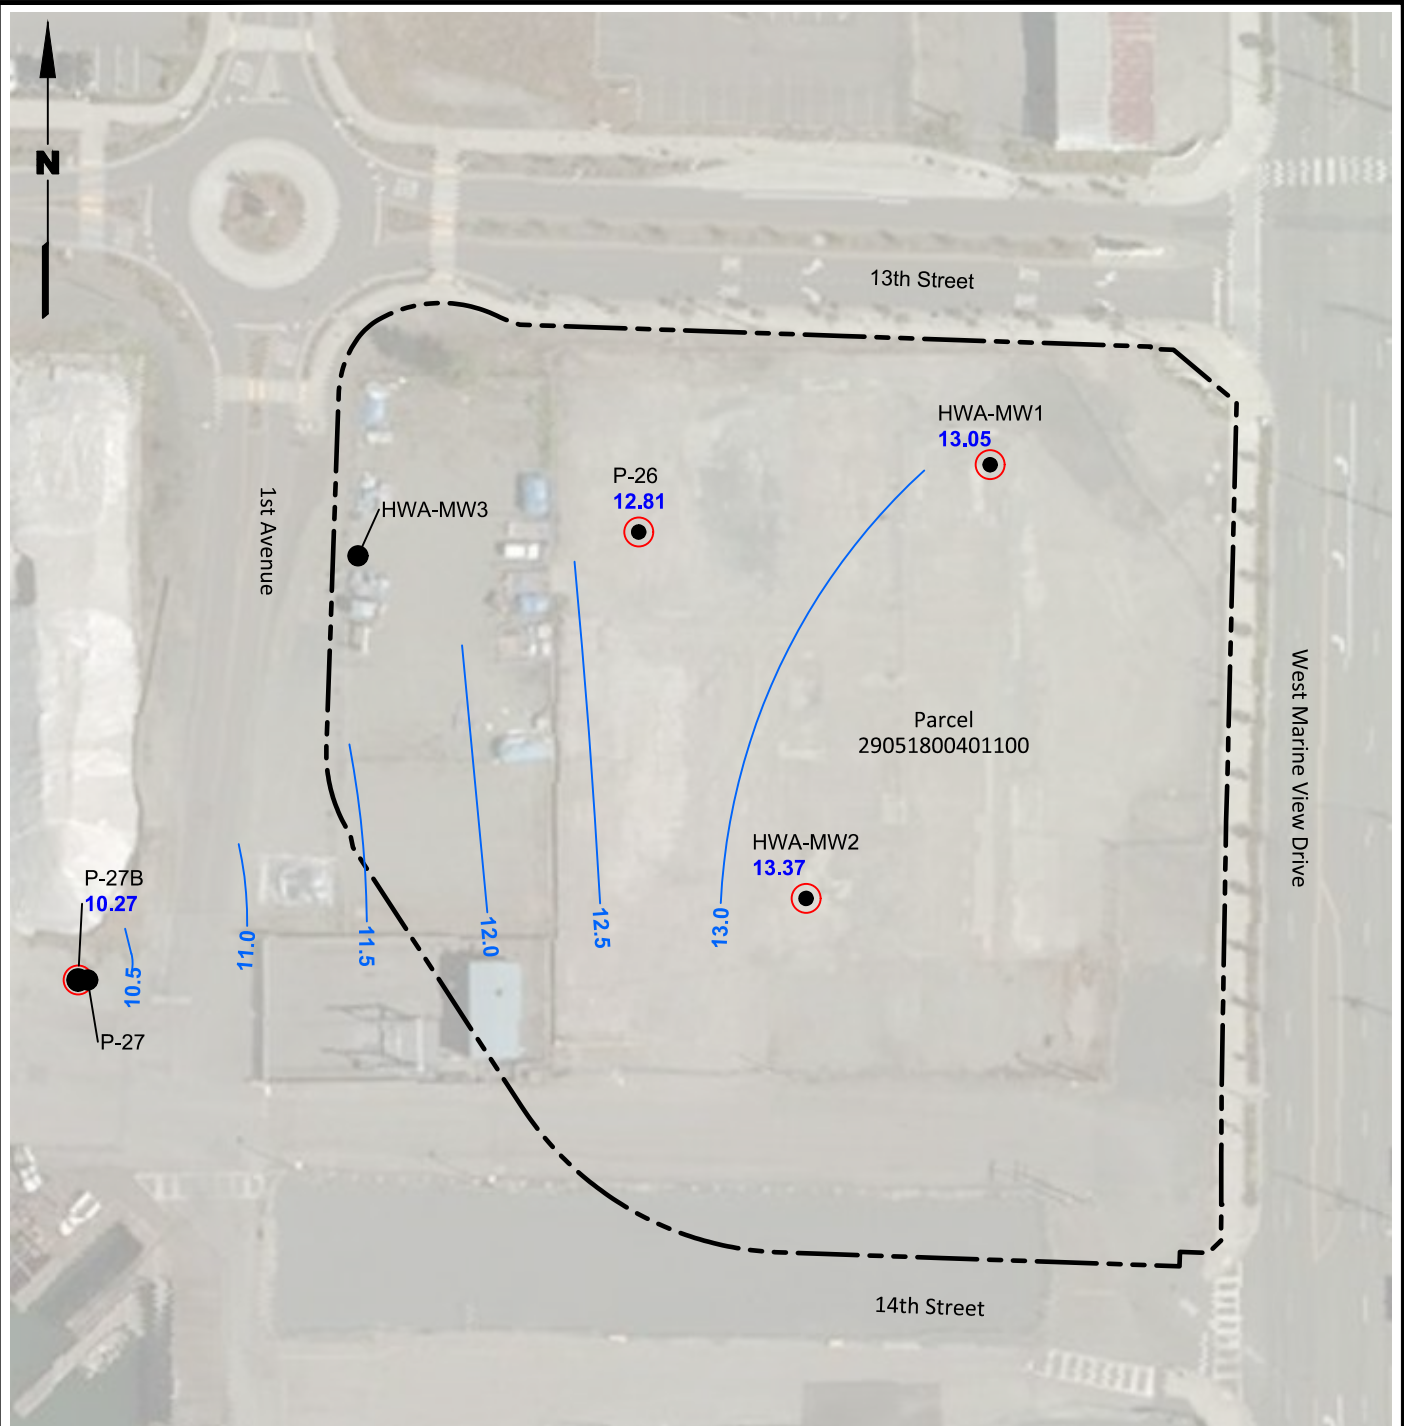 N
13th Street
HWA-MW1
13.05
P-26
12.81
1st Avenue
HWA-MW3
West Marine View Drive
Parcel
29051800401100
HWA-MW2
13.37
P-27B
10.27
10.5
11.0
11.5
12.0
12.5
13.0
P-27
14th Street